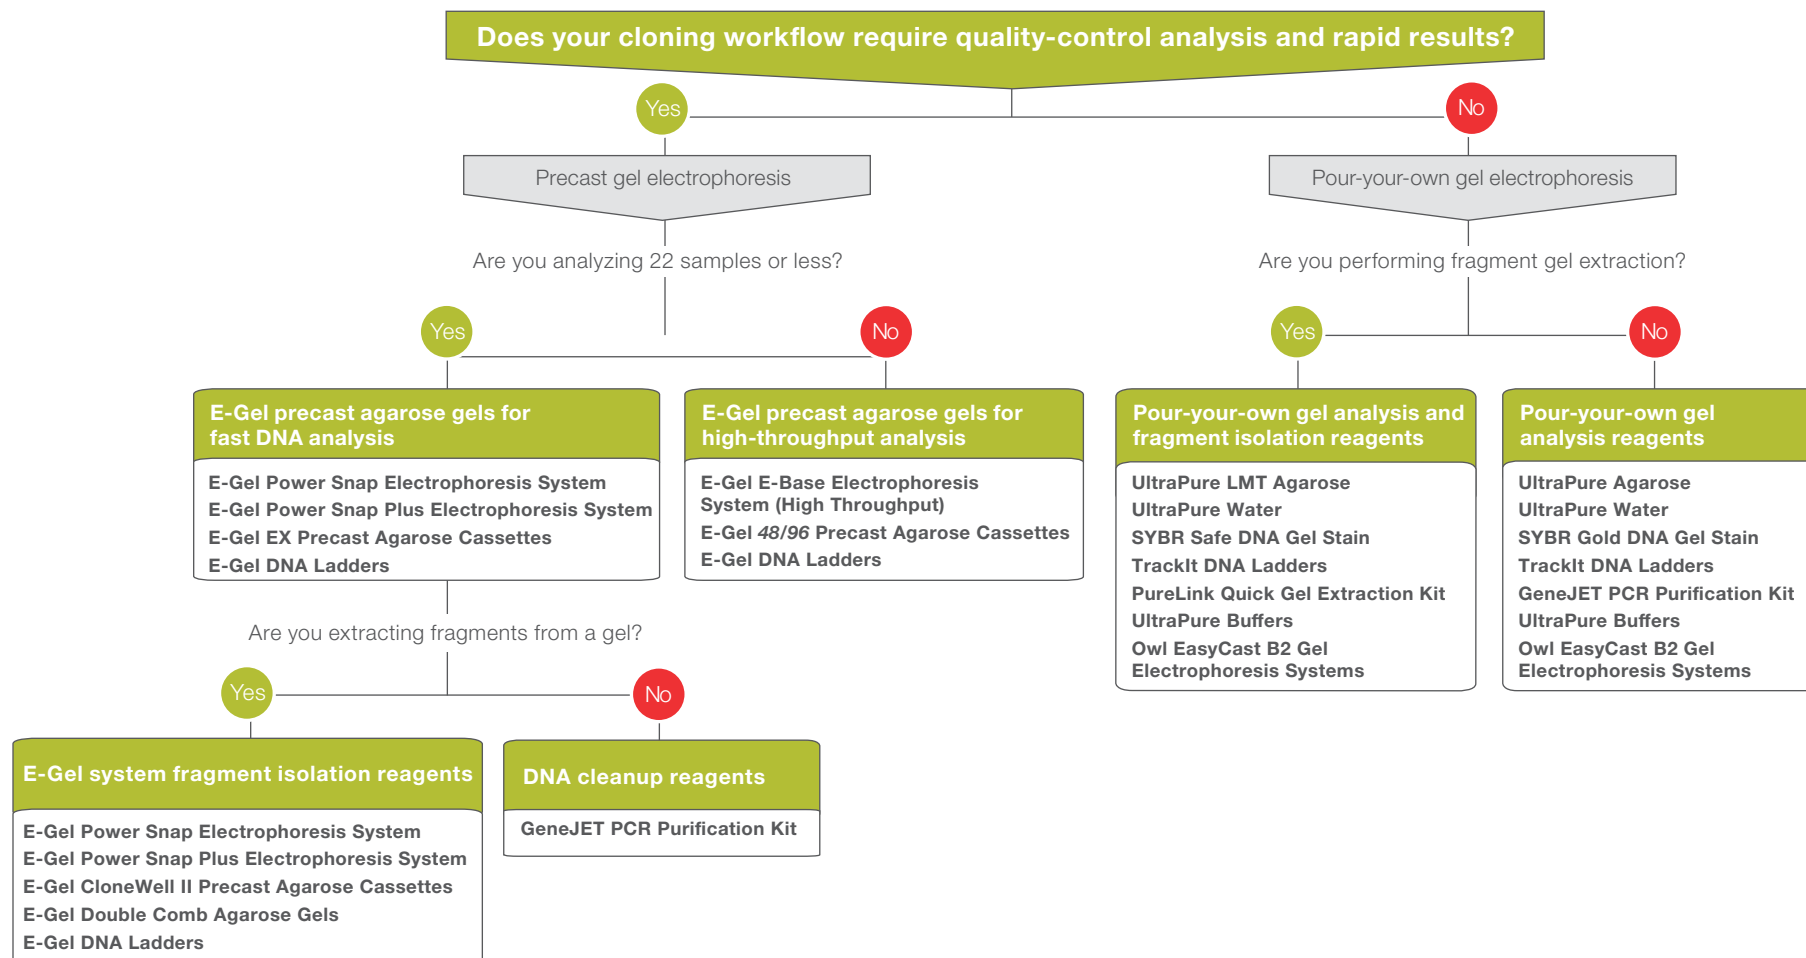 Does your cloning workflow require quality-control analysis and rapid results?
Yes
No
Precast gel electrophoresis
Pour-your-own gel electrophoresis
Are you analyzing 22 samples or less?
Are you performing fragment gel extraction?
Yes
No
Yes
No
E-Gel precast agarose gels for
fast DNA analysis
E-Gel Power Snap Electrophoresis System
E-Gel Power Snap Plus Electrophoresis System
E-Gel EX Precast Agarose Cassettes
E-Gel DNA Ladders
E-Gel precast agarose gels for
high-throughput analysis
E-Gel E-Base Electrophoresis
System (High Throughput)
E-Gel 48/96 Precast Agarose Cassettes
E-Gel DNA Ladders
Pour-your-own gel analysis and
fragment isolation reagents
UltraPure LMT Agarose
UltraPure Water
SYBR Safe DNA Gel Stain
TrackIt DNA Ladders
PureLink Quick Gel Extraction Kit
UltraPure Buffers
Owl EasyCast B2 Gel
Electrophoresis Systems
Pour-your-own gel
analysis reagents
UltraPure Agarose
UltraPure Water
SYBR Gold DNA Gel Stain
TrackIt DNA Ladders
GeneJET PCR Purification Kit
UltraPure Buffers
Owl EasyCast B2 Gel
Electrophoresis Systems
Are you extracting fragments from a gel?
Yes
No
E-Gel system fragment isolation reagents
E-Gel Power Snap Electrophoresis System
E-Gel Power Snap Plus Electrophoresis System
E-Gel CloneWell II Precast Agarose Cassettes
E-Gel Double Comb Agarose Gels
E-Gel DNA Ladders
DNA cleanup reagents
GeneJET PCR Purification Kit